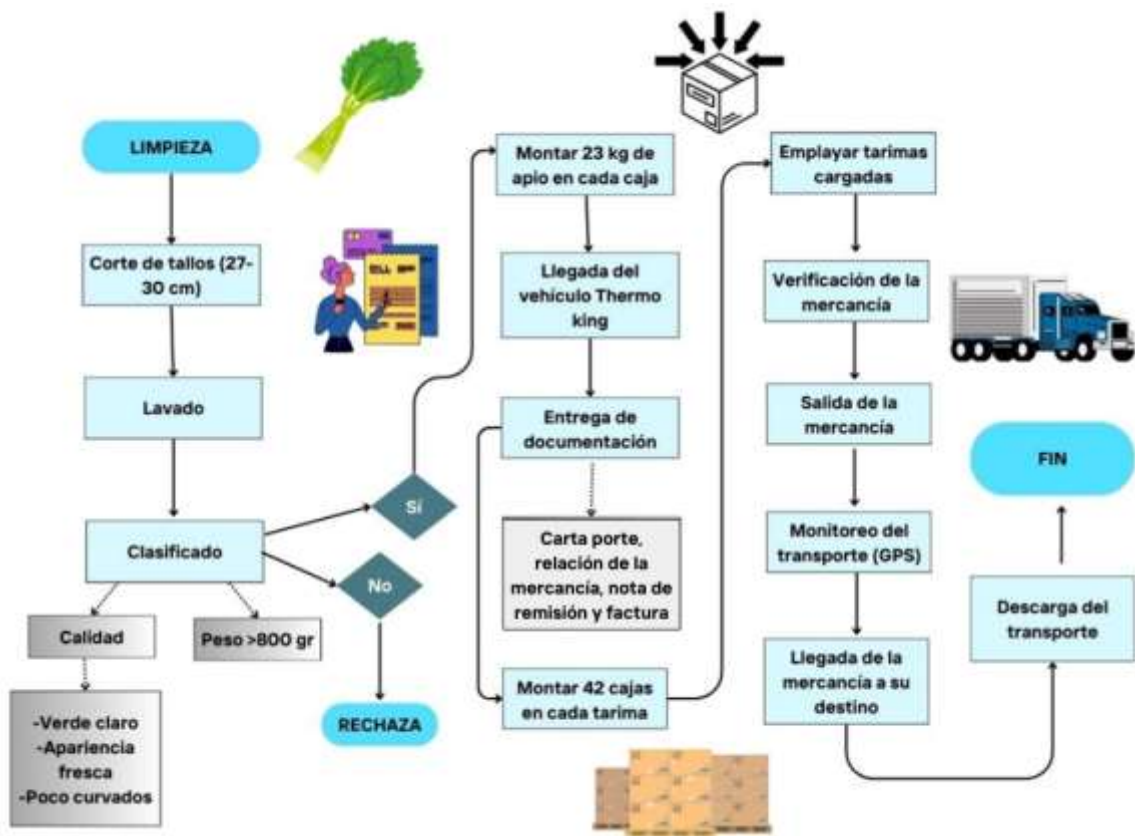 LIMPIEZA
Corte de tallos (27-
30 cm)
Lavado
Clasificado
Calidad
Peso >800 gr
-Verde claro
-Apariencia
fresca
-Poco curvados
Sí
No
RECHAZA
Montar 23 kg de
apio en cada caja
Llegada del
vehículo Thermo
king
Entrega de
documentación
Carta porte,
relación de la
mercancía, nota de
remisión y factura
Montar 42 cajas
en cada tarima
Emplayar tarimas
cargadas
Verificación de la
mercancía
Salida de la
mercancía
Monitoreo del
transporte (GPS)
Llegada de la
mercancía a su
destino
Descarga del
transporte
FIN